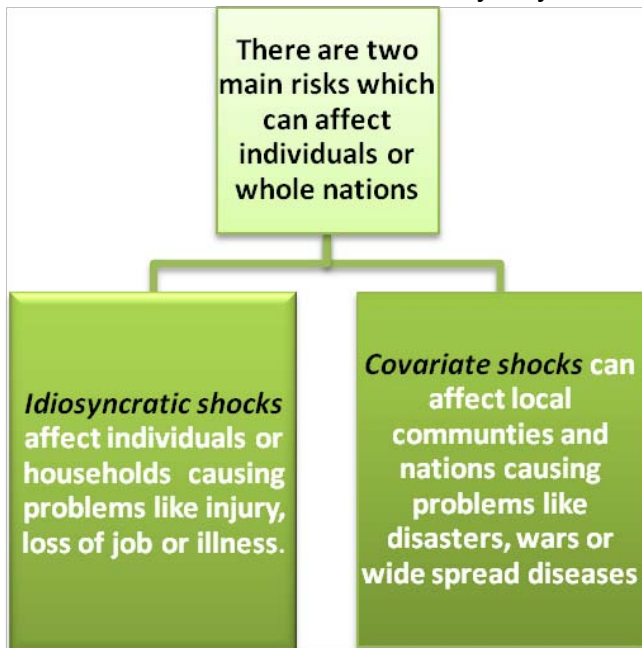 There are two
main risks which
can affect
individuals or
whole nations
Idiosyncratic shocks
affect individuals or
households causing
problems like injury,
loss of job or illness.
Covariate shocks can
affect local
communties and
nations causing
problems like
disasters, wars or
wide spread diseases